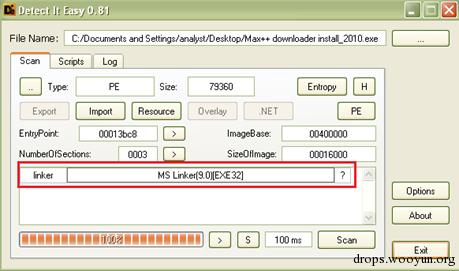 Detect It Easy 0.81
File Name: C:/Documents and Settings/analyst/Desktop/Max++ downloader install_2010.exe ...
Scan Scripts Log
.. Type: PE Size: 79360 Entropy H
Export Import Resource Overlay .NET PE
EntryPoint: 00013bc8 > ImageBase: 00400000
NumberOfSections: 0003 > SizeOfImage: 00016000
linker MS Linker(9.0)[EXE32] ?
Options
About
100% > S 100 ms Scan Exit
drops.wooyun.org